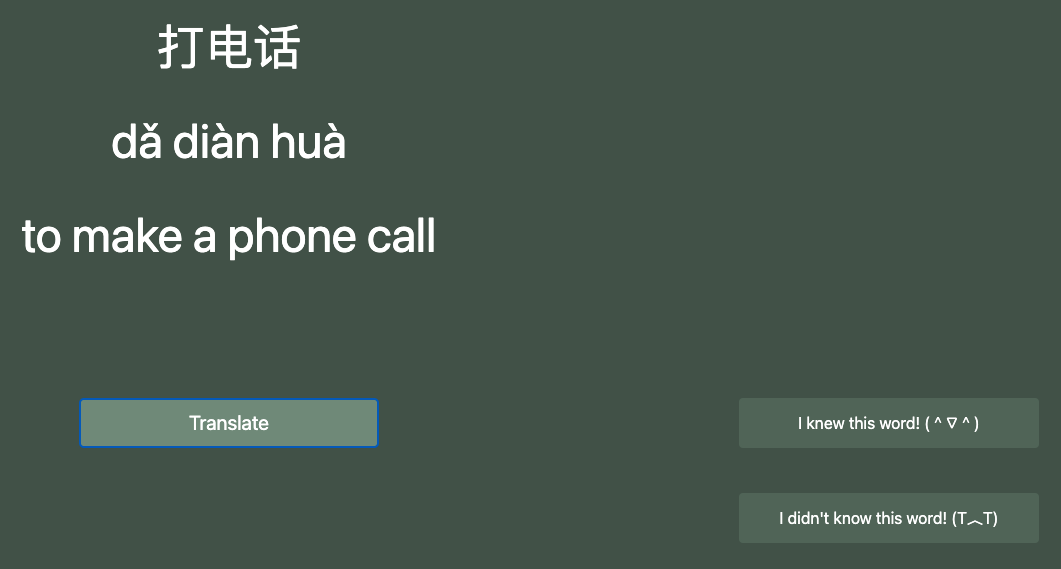 打电话
dǎ diàn huà
to make a phone call
Translate
I knew this word! ( ^ ∇ ^ )
I didn't know this word! (T︿T)